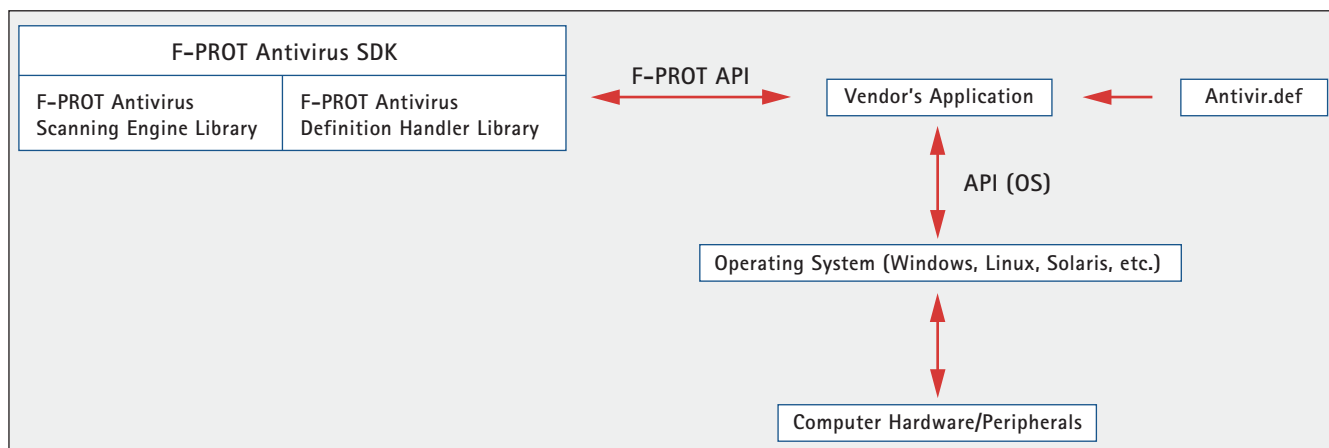 F-PROT Antivirus SDK
F-PROT Antivirus
Scanning Engine Library
F-PROT Antivirus
Definition Handler Library
F-PROT API
Vendor's Application
Antivir.def
API (OS)
Operating System (Windows, Linux, Solaris, etc.)
Computer Hardware/Peripherals